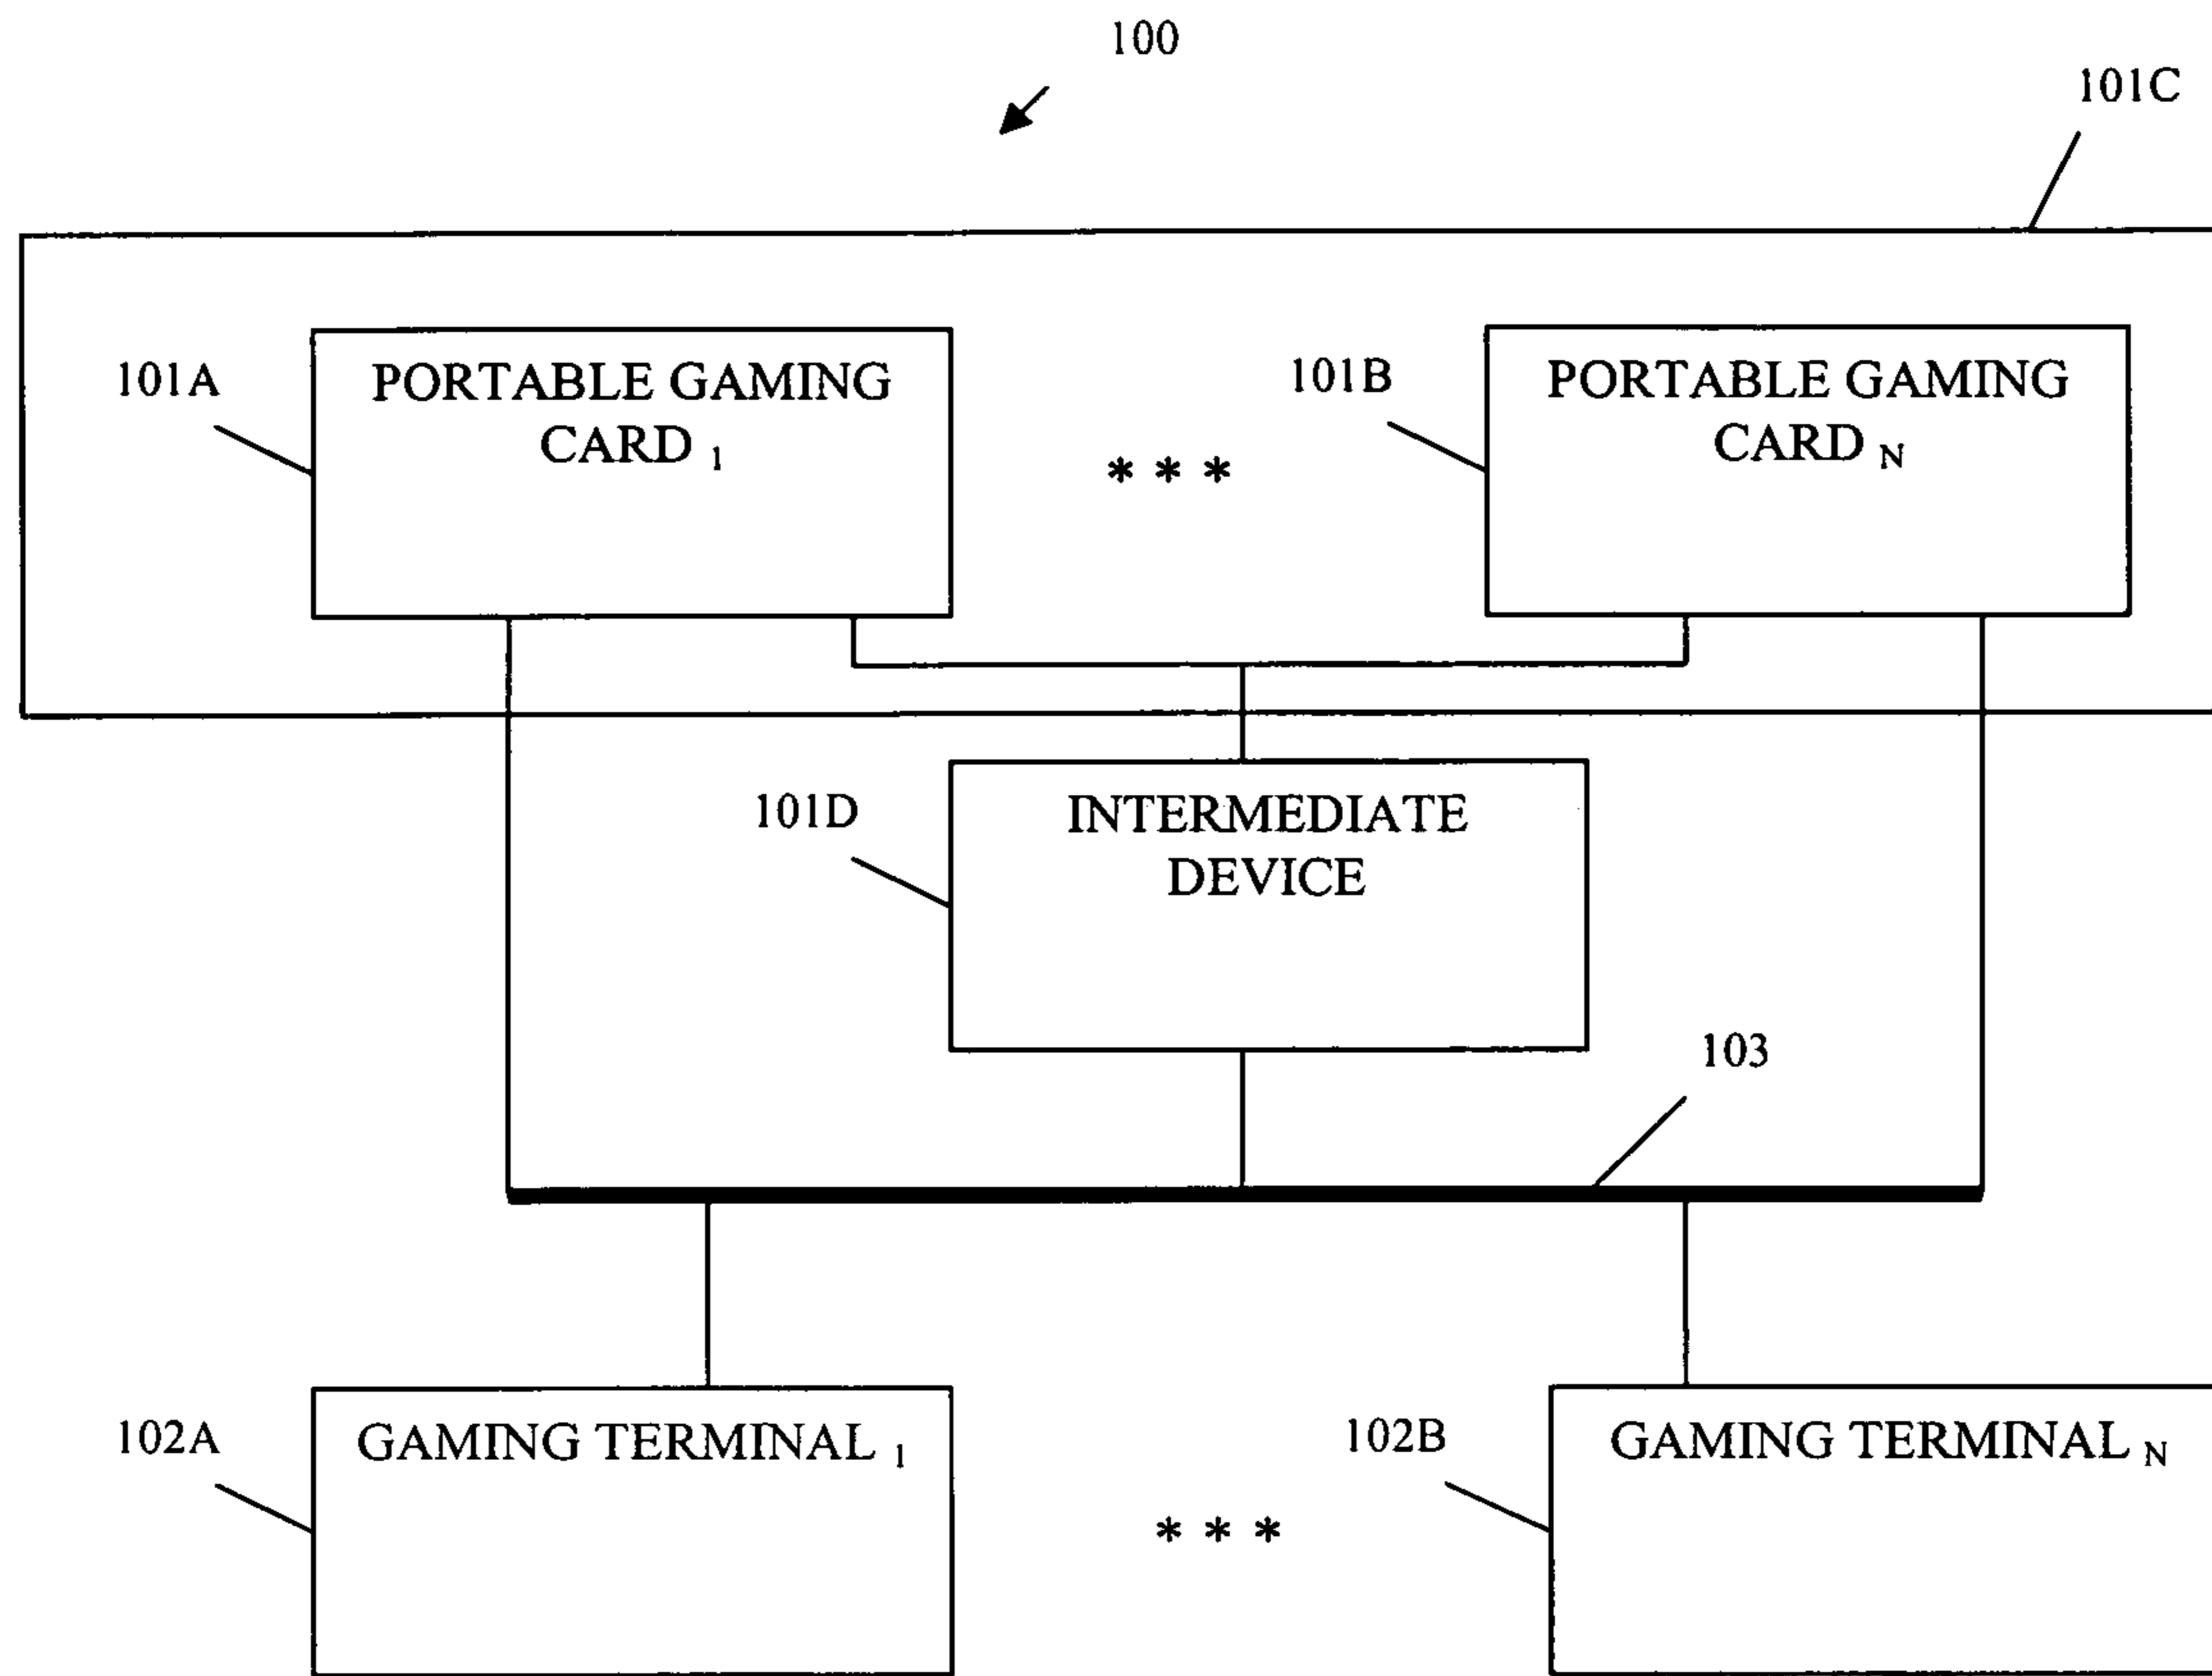 100
101C
101A
PORTABLE GAMING
CARD 1
* * *
101B
PORTABLE GAMING
CARD N
101D
INTERMEDIATE
DEVICE
103
102A
GAMING TERMINAL 1
* * *
102B
GAMING TERMINAL N